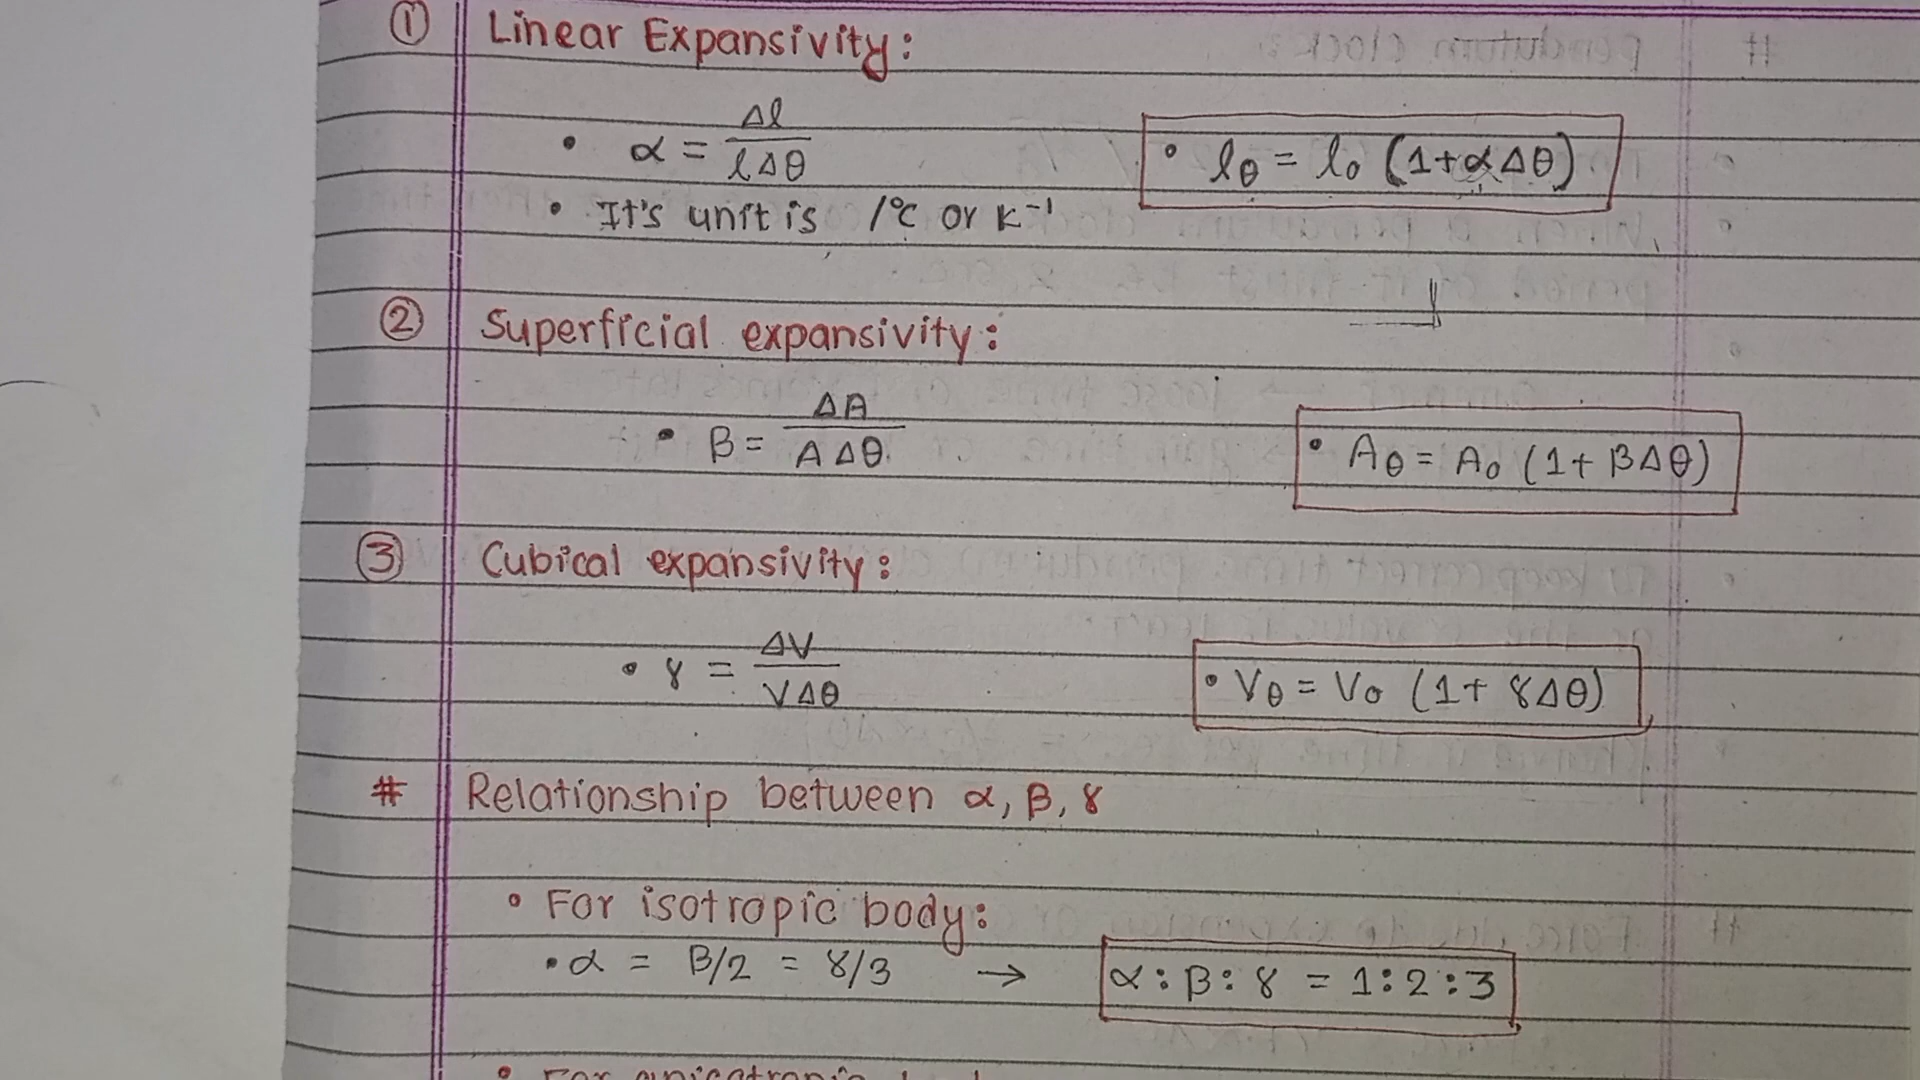 ① Linear Expansivity:
• α = Δl / lΔθ
• lθ = l₀ (1+αΔθ)
• It's unit is /°C or K⁻¹
② Superficial expansivity:
• β = ΔA / AΔθ
• Aθ = A₀ (1+ βΔθ)
③ Cubical expansivity:
• γ = ΔV / VΔθ
• Vθ = V₀ (1+ γΔθ)
# Relationship between α, β, γ
• For isotropic body:
• α = β/2 = γ/3 → α : β : γ = 1:2:3